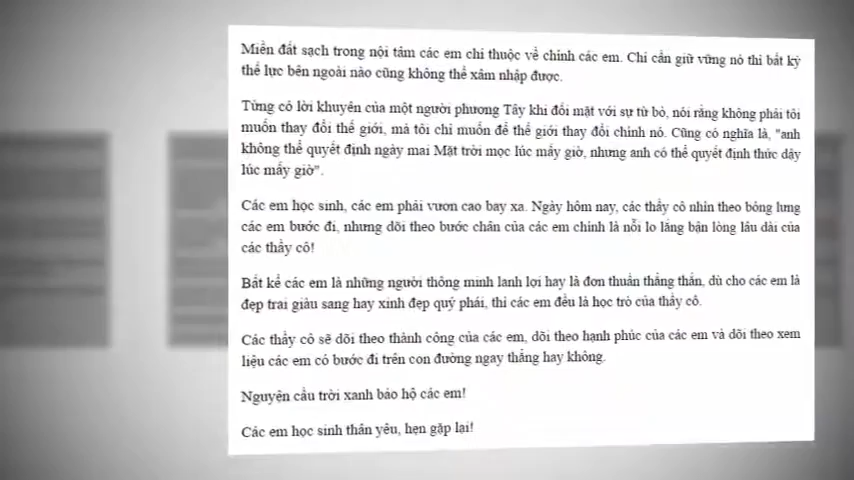 Miền đất sạch trong nội tâm các em chỉ thuộc về chính các em. Chỉ cần giữ vững nó thì bất kỳ
thế lực bên ngoài nào cũng không thể xâm nhập được.
Từng có lời khuyên của một người phương Tây khi đối mặt với sự từ bỏ, nói rằng không phải tôi
muốn thay đổi thế giới, mà tôi chỉ muốn để thế giới thay đổi chính nó. Cũng có nghĩa là, "anh
không thể quyết định ngày mai Mặt trời mọc lúc mấy giờ, nhưng anh có thể quyết định thức dậy
lúc mấy giờ".
Các em học sinh, các em phải vươn cao bay xa. Ngày hôm nay, các thầy cô nhìn theo bóng lưng
các em bước đi, nhưng dõi theo bước chân của các em chính là nỗi lo lắng bận lòng lâu dài của
các thầy cô!
Bất kể các em là những người thông minh lanh lợi hay là đơn thuần thẳng thắn, dù cho các em là
đẹp trai giàu sang hay xinh đẹp quý phái, thì các em đều là học trò của thầy cô.
Các thầy cô sẽ dõi theo thành công của các em, dõi theo hạnh phúc của các em và dõi theo xem
liệu các em có bước đi trên con đường ngay thẳng hay không.
Nguyện cầu trời xanh bảo hộ các em!
Các em học sinh thân yêu, hẹn gặp lại!